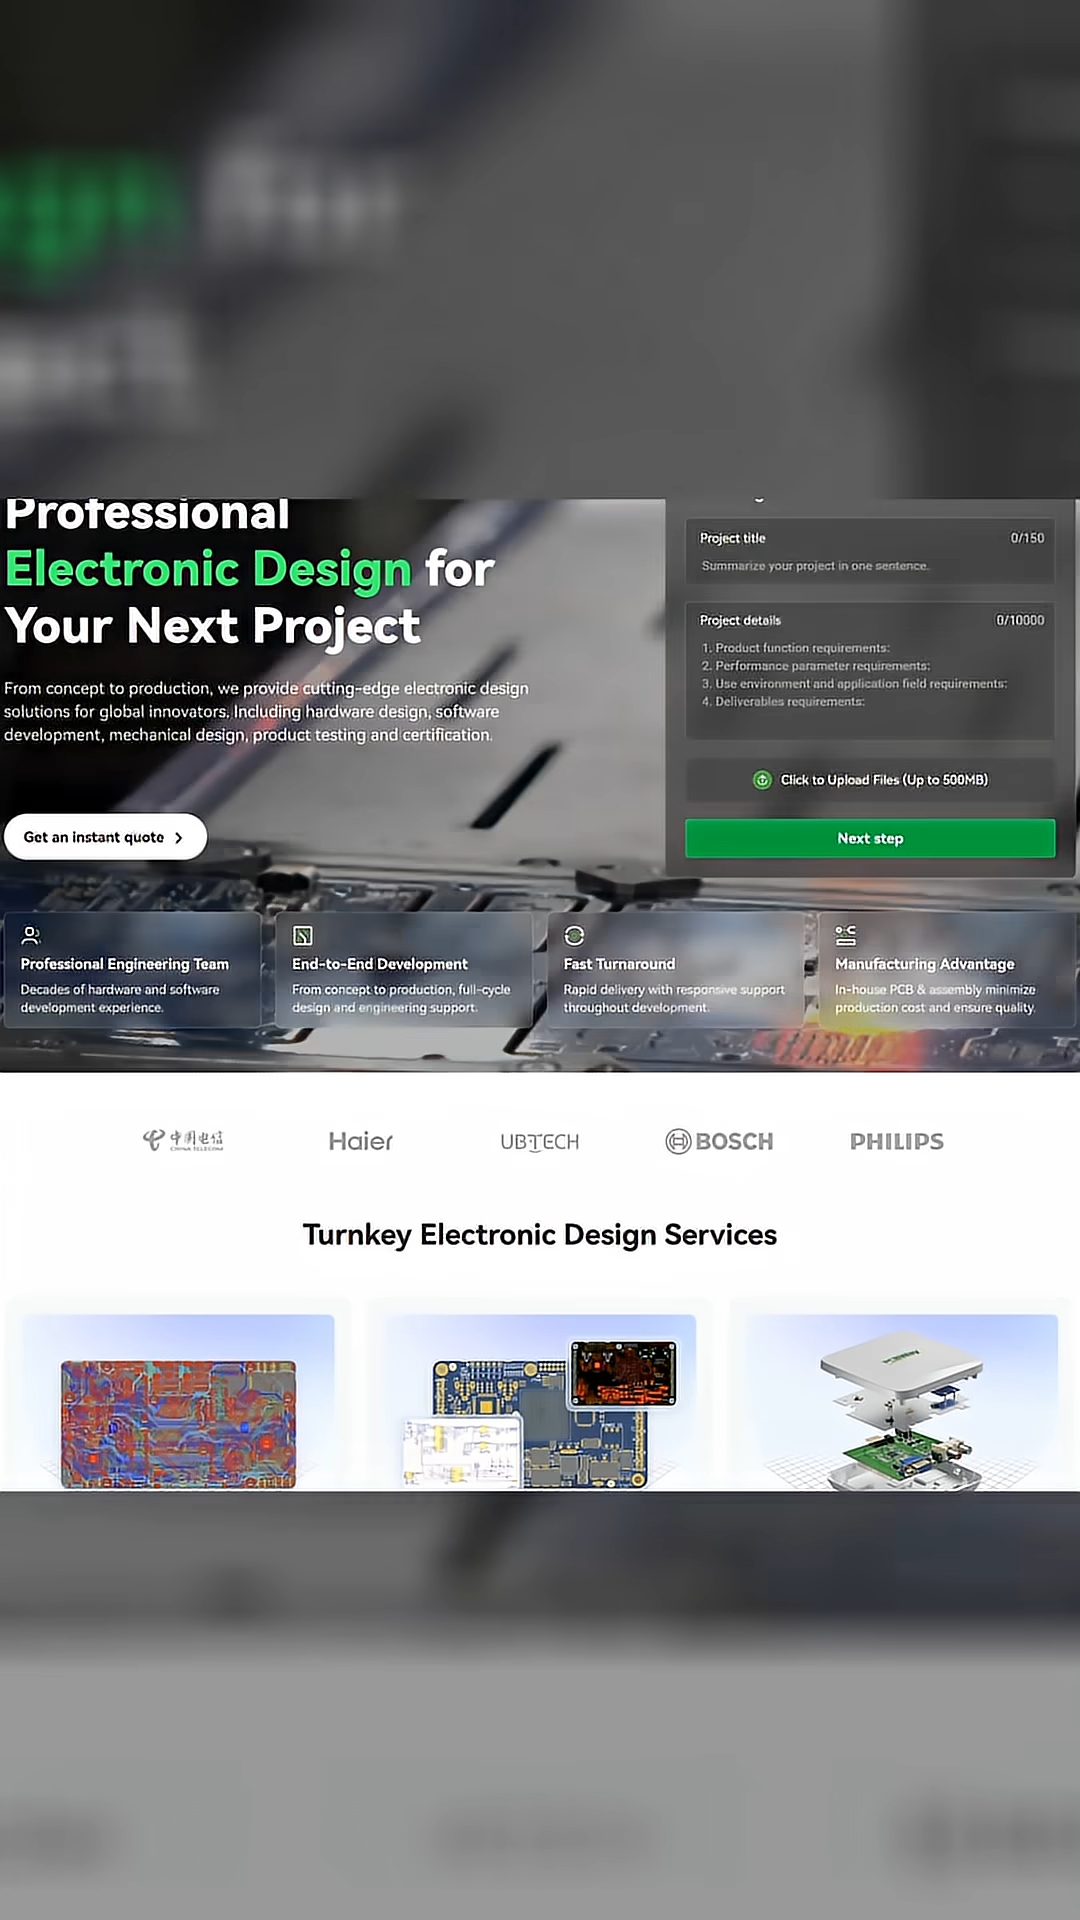 Professional
Electronic Design for
Your Next Project
From concept to production, we provide cutting-edge electronic design
solutions for global innovators. Including hardware design, software
development, mechanical design, product testing and certification.
Get an instant quote
Project title 0/150
Summarize your project in one sentence.
Project details 0/10000
1. Product function requirements:
2. Performance parameter requirements:
3. Use environment and application field requirements:
4. Deliverables requirements:
Click to Upload Files (Up to 500MB)
Next step
Professional Engineering Team
Decades of hardware and software
development experience.
End-to-End Development
From concept to production, full-cycle
design and engineering support.
Fast Turnaround
Rapid delivery with responsive support
throughout development.
Manufacturing Advantage
In-house PCB & assembly minimize
production cost and ensure quality.
中国电信
CHINA TELECOM
Haier
UBTECH
BOSCH
PHILIPS
Turnkey Electronic Design Services